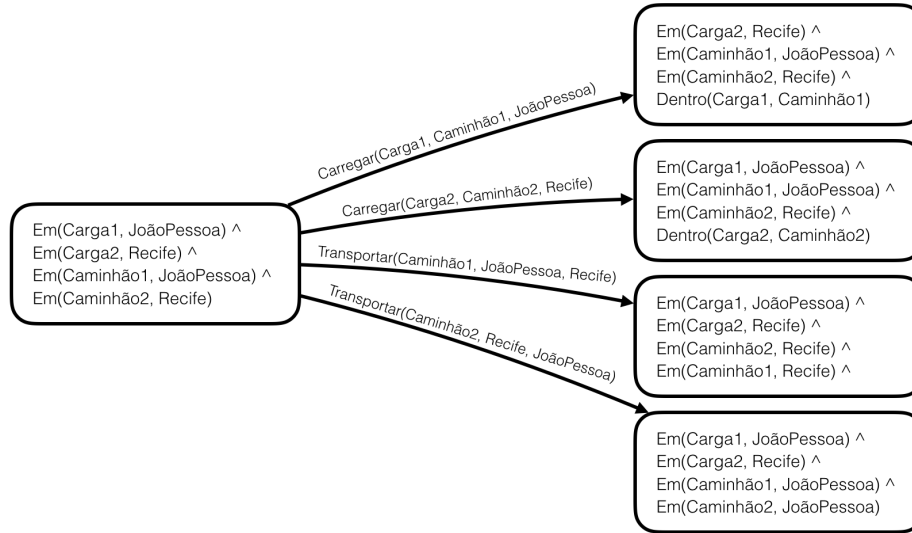 Em(Carga1, JoãoPessoa) ^
Em(Carga2, Recife) ^
Em(Caminhão1, JoãoPessoa) ^
Em(Caminhão2, Recife)
Carregar(Carga1, Caminhão1, JoãoPessoa)
Carregar(Carga2, Caminhão2, Recife)
Transportar(Caminhão1, JoãoPessoa, Recife)
Transportar(Caminhão2, Recife, JoãoPessoa)
Em(Carga2, Recife) ^
Em(Caminhão1, JoãoPessoa) ^
Em(Caminhão2, Recife) ^
Dentro(Carga1, Caminhão1)
Em(Carga1, JoãoPessoa) ^
Em(Caminhão1, JoãoPessoa) ^
Em(Caminhão2, Recife) ^
Dentro(Carga2, Caminhão2)
Em(Carga1, JoãoPessoa) ^
Em(Carga2, Recife) ^
Em(Caminhão2, Recife) ^
Em(Caminhão1, Recife) ^
Em(Carga1, JoãoPessoa) ^
Em(Carga2, Recife) ^
Em(Caminhão1, JoãoPessoa) ^
Em(Caminhão2, JoãoPessoa)